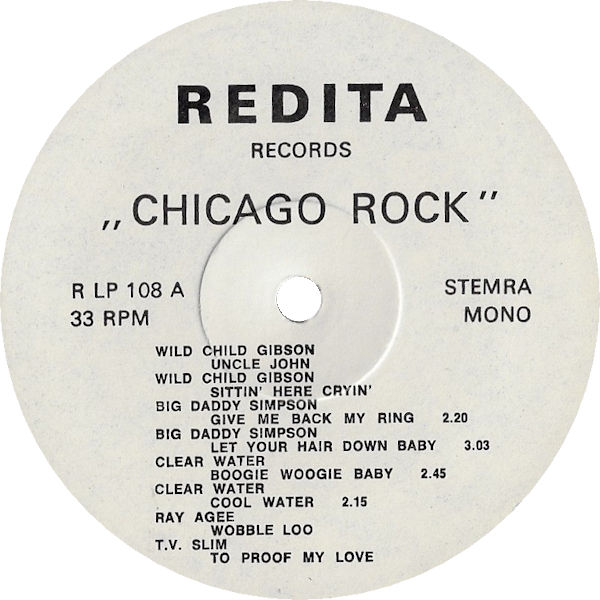 REDITA
RECORDS
„CHICAGO ROCK”
R LP 108 A
STEMRA
33 RPM
MONO
WILD CHILD GIBSON
UNCLE JOHN
WILD CHILD GIBSON
SITTIN' HERE CRYIN'
BIG DADDY SIMPSON
GIVE ME BACK MY RING 2.20
BIG DADDY SIMPSON
LET YOUR HAIR DOWN BABY 3.03
CLEAR WATER
BOOGIE WOOGIE BABY 2.45
CLEAR WATER
COOL WATER 2.15
RAY AGEE
WOBBLE LOO
T.V. SLIM
TO PROOF MY LOVE